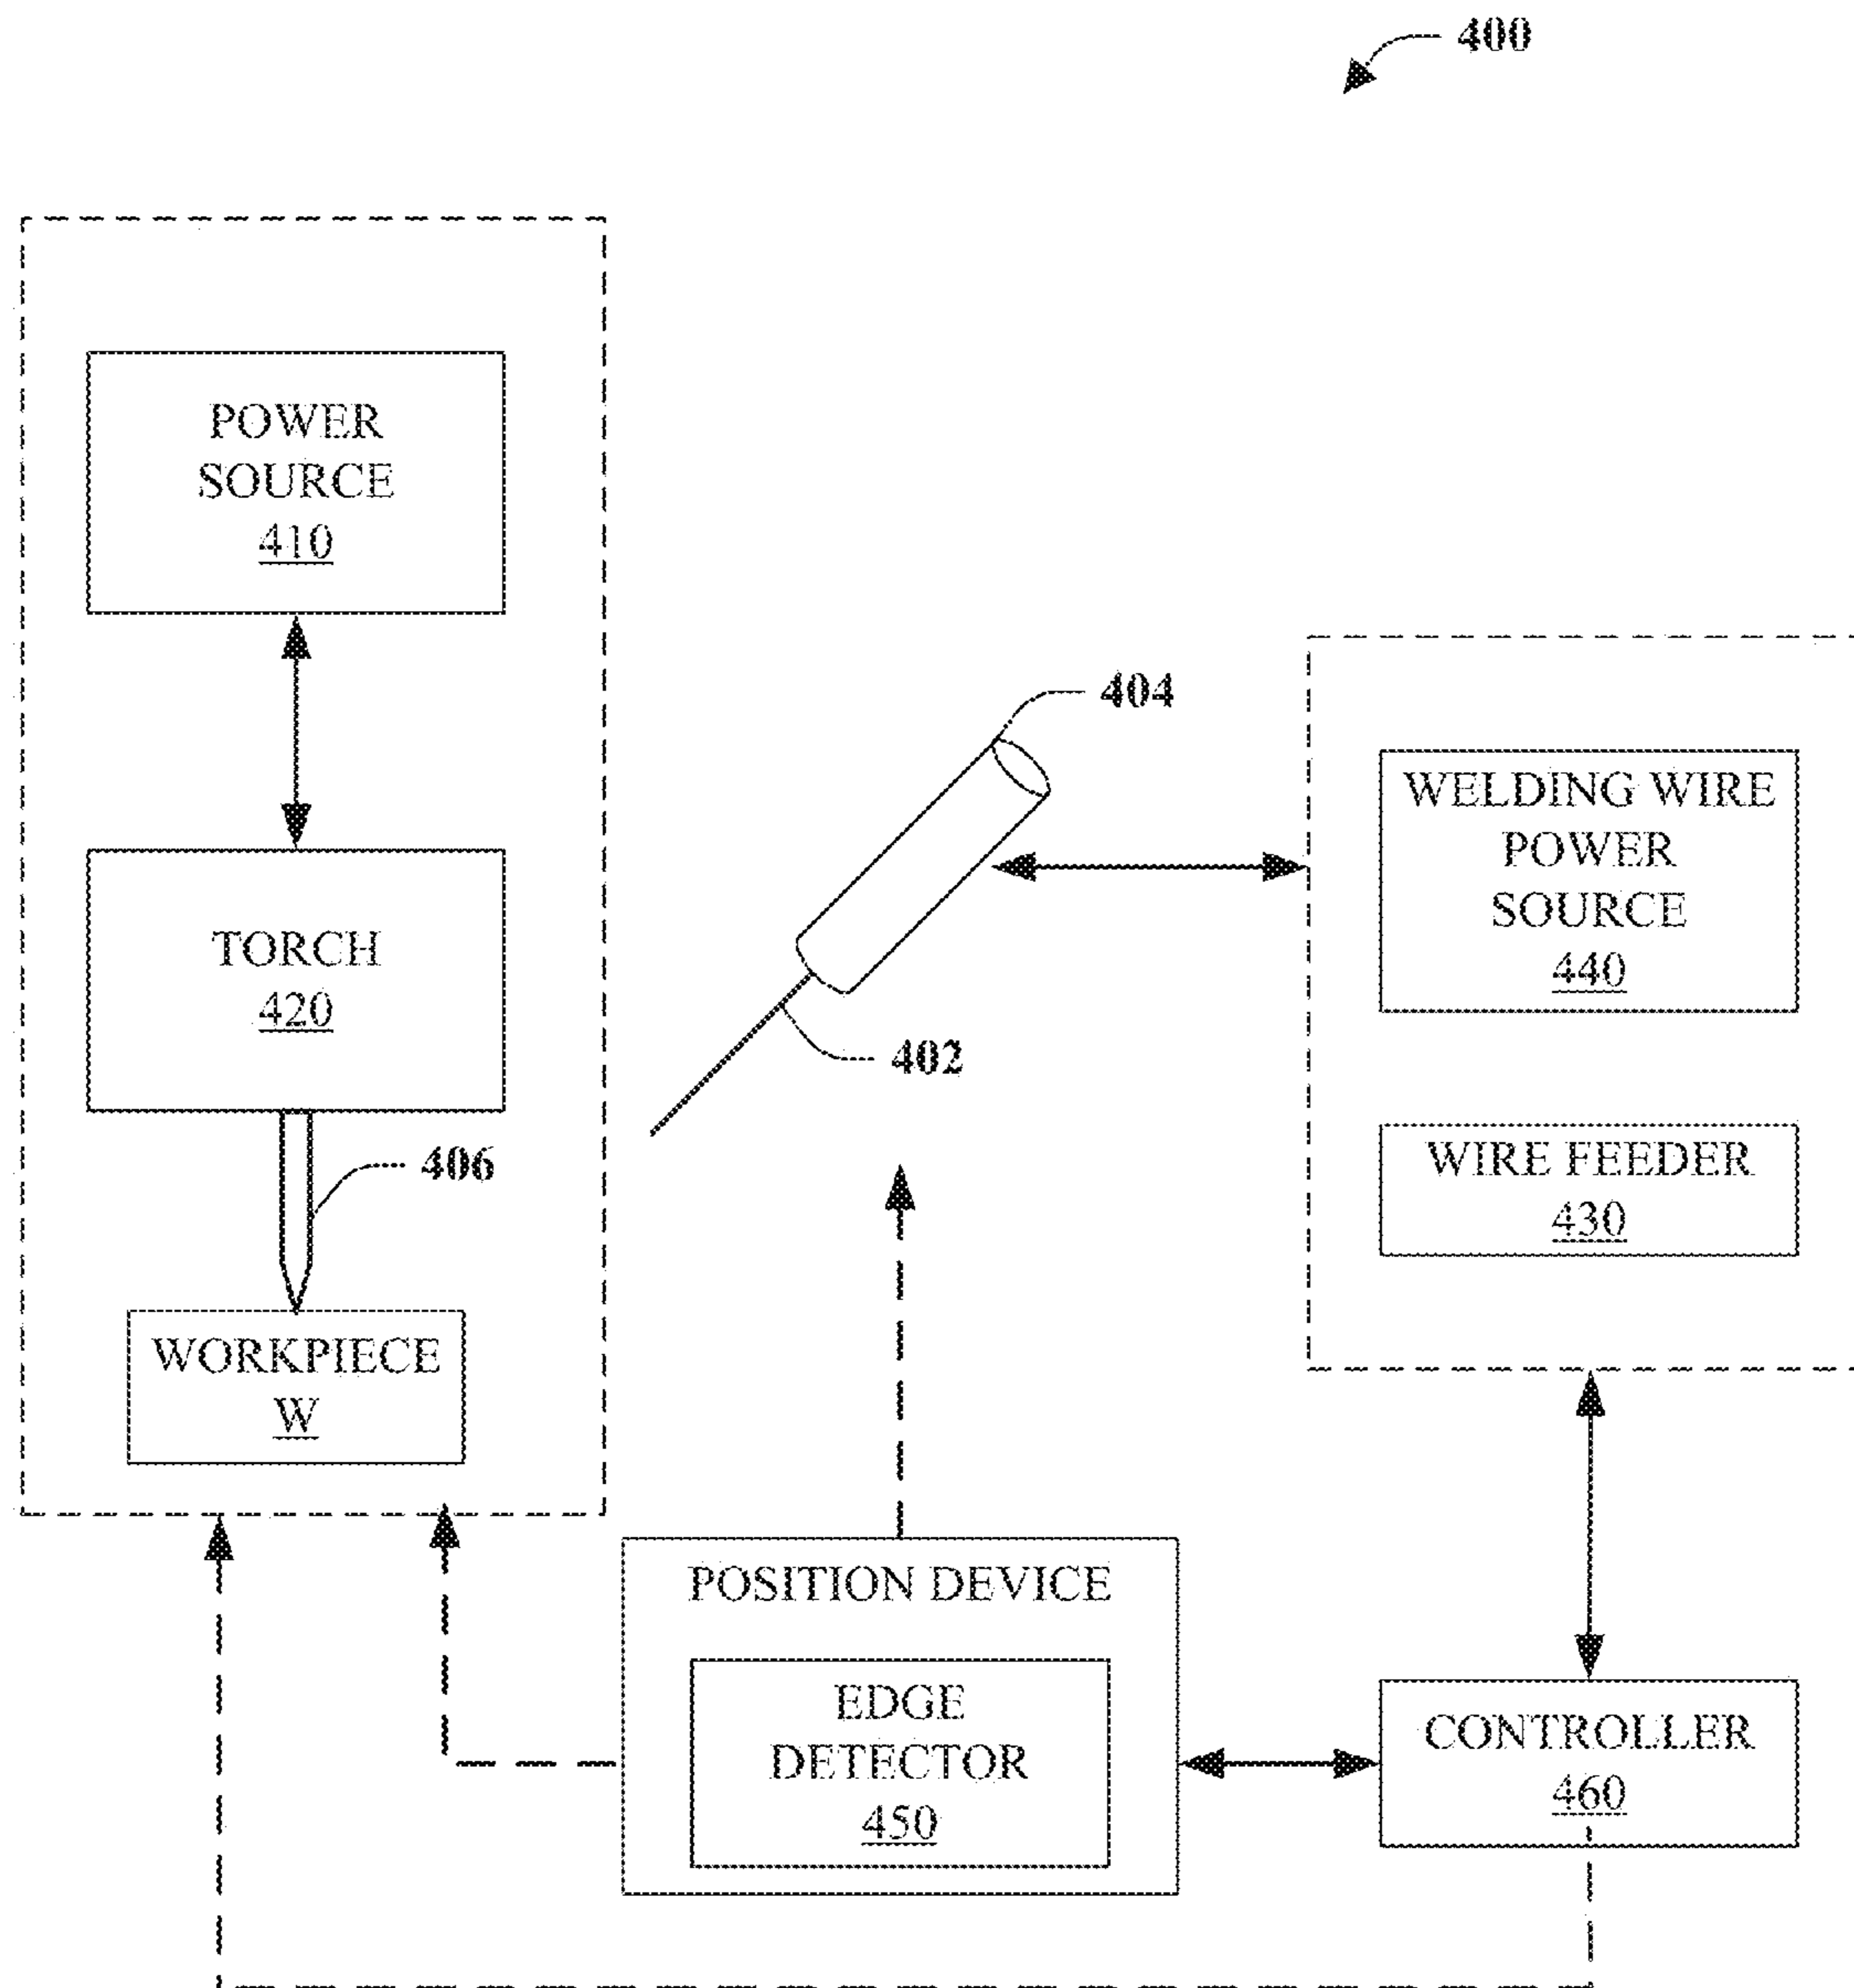 400
POWER
SOURCE
410
TORCH
420
406
WORKPIECE
W
404
402
WELDING WIRE
POWER
SOURCE
440
WIRE FEEDER
430
POSITION DEVICE
EDGE
DETECTOR
450
CONTROLLER
460